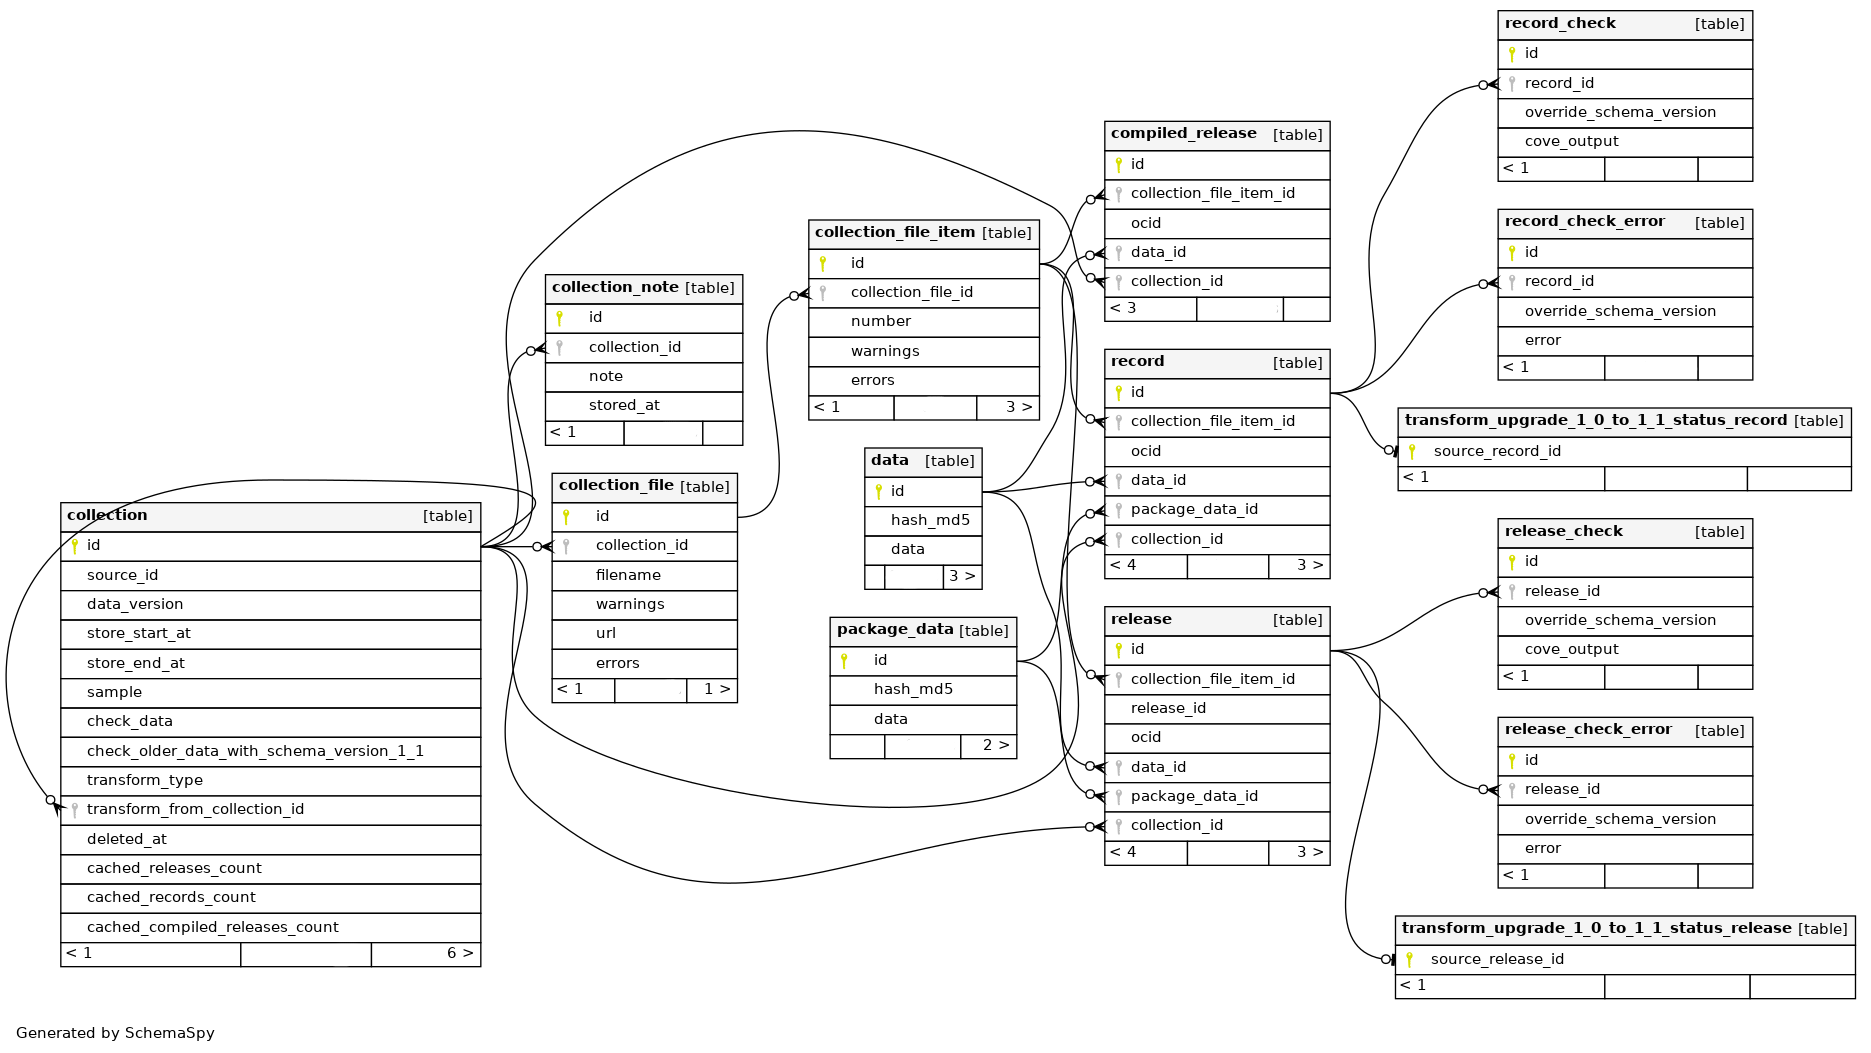 collection [table]
id
source_id
data_version
store_start_at
store_end_at
sample
check_data
check_older_data_with_schema_version_1_1
transform_type
transform_from_collection_id
deleted_at
cached_releases_count
cached_records_count
cached_compiled_releases_count
< 1 6 >
collection_note [table]
id
collection_id
note
stored_at
< 1
collection_file [table]
id
collection_id
filename
warnings
url
errors
< 1 1 >
collection_file_item [table]
id
collection_file_id
number
warnings
errors
< 1 3 >
data [table]
id
hash_md5
data
3 >
package_data [table]
id
hash_md5
data
2 >
compiled_release [table]
id
collection_file_item_id
ocid
data_id
collection_id
< 3
record [table]
id
collection_file_item_id
ocid
data_id
package_data_id
collection_id
< 4 3 >
release [table]
id
collection_file_item_id
release_id
ocid
data_id
package_data_id
collection_id
< 4 3 >
record_check [table]
id
record_id
override_schema_version
cove_output
< 1
record_check_error [table]
id
record_id
override_schema_version
error
< 1
transform_upgrade_1_0_to_1_1_status_record [table]
source_record_id
< 1
release_check [table]
id
release_id
override_schema_version
cove_output
< 1
release_check_error [table]
id
release_id
override_schema_version
error
< 1
transform_upgrade_1_0_to_1_1_status_release [table]
source_release_id
< 1
Generated by SchemaSpy